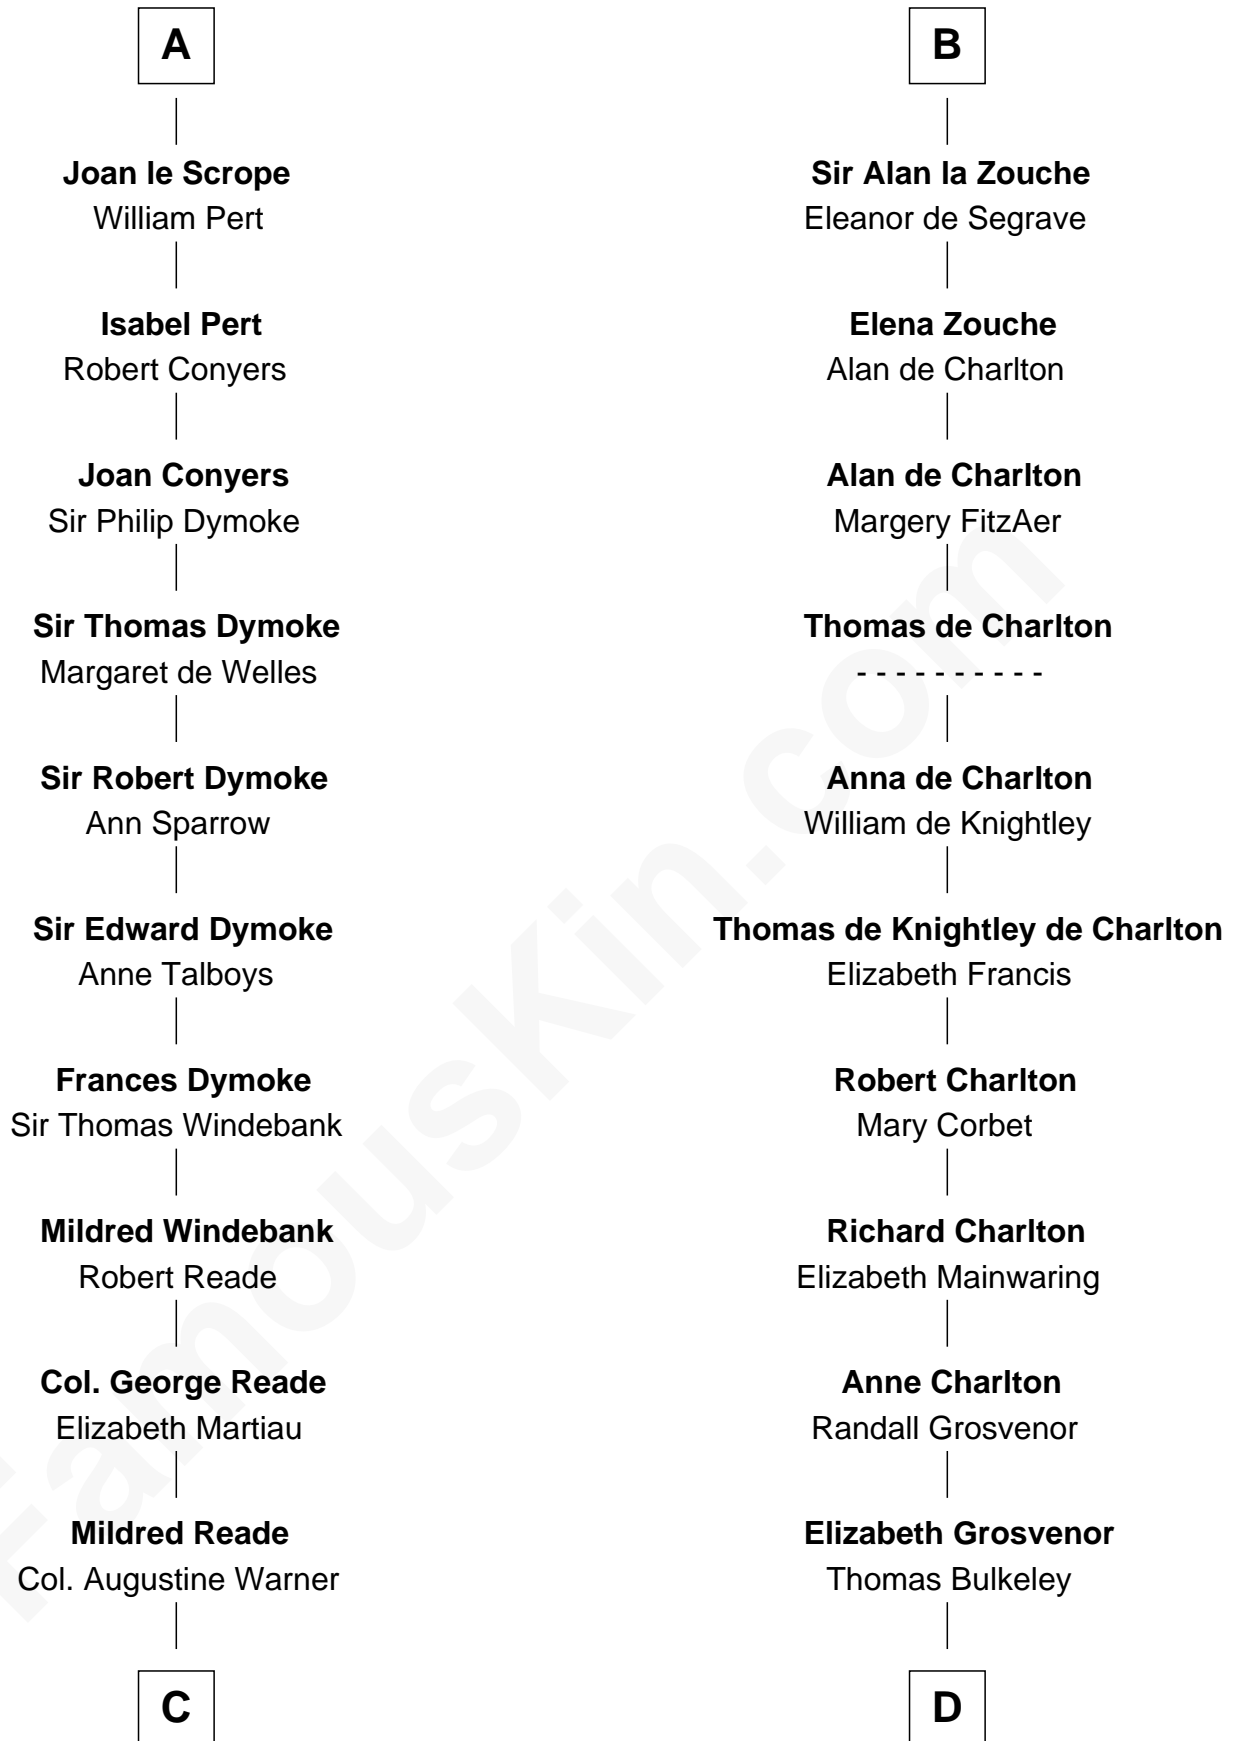 A
Joan le Scrope
William Pert
Isabel Pert
Robert Conyers
Joan Conyers
Sir Philip Dymoke
Sir Thomas Dymoke
Margaret de Welles
Sir Robert Dymoke
Ann Sparrow
Sir Edward Dymoke
Anne Talboys
Frances Dymoke
Sir Thomas Windebank
Mildred Windebank
Robert Reade
Col. George Reade
Elizabeth Martiau
Mildred Reade
Col. Augustine Warner
C
B
Sir Alan la Zouche
Eleanor de Segrave
Elena Zouche
Alan de Charlton
Alan de Charlton
Margery FitzAer
Thomas de Charlton
- - - - - - - - - -
Anna de Charlton
William de Knightley
Thomas de Knightley de Charlton
Elizabeth Francis
Robert Charlton
Mary Corbet
Richard Charlton
Elizabeth Mainwaring
Anne Charlton
Randall Grosvenor
Elizabeth Grosvenor
Thomas Bulkeley
D
FamousKin.com